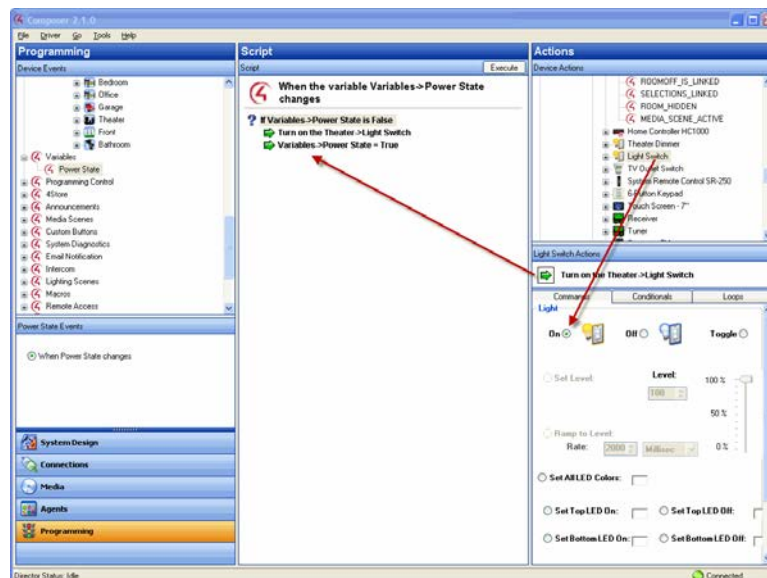 Composer 2.1.0
File Driver Go Tools Help
Programming
Device Events
Bedroom
Office
Garage
Theater
Front
Bathroom
Variables
Power State
Programming Control
4Store
Announcements
Media Scenes
Custom Buttons
System Diagnostics
Email Notification
Intercom
Lighting Scenes
Macros
Remote Access
Power State Events
When Power State changes
System Design
Connections
Media
Agents
Programming
Director Status: Idle
Script
Script Execute
When the variable Variables->Power State
changes
If Variables->Power State is False
Turn on the Theater->Light Switch
Variables->Power State = True
Actions
Device Actions
ROOMOFF_IS_LINKED
SELECTIONS_LINKED
ROOM_HIDDEN
MEDIA_SCENE_ACTIVE
Home Controller HC1000
Theater Dimmer
Light Switch
TV Outlet Switch
System Remote Control SR-250
6-Button Keypad
Touch Screen - 7"
Receiver
Tuner
Light Switch Actions
Turn on the Theater->Light Switch
Commands Conditionals Loops
Light
On Off Toggle
Set Level: Level: 100 %
100
50 %
Ramp to Level:
Rate: 2000 Millisec 0 %
Set All LED Colors:
Set Top LED On: Set Top LED Off:
Set Bottom LED On: Set Bottom LED Off:
Connected